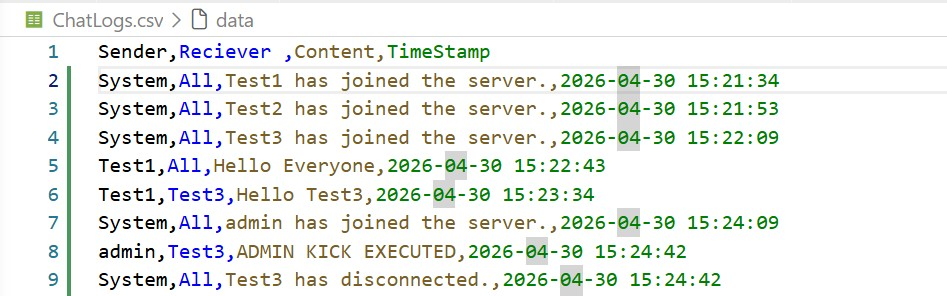 ChatLogs.csv > data
1 Sender,Reciever ,Content,TimeStamp
2 System,All,Test1 has joined the server.,2026-04-30 15:21:34
3 System,All,Test2 has joined the server.,2026-04-30 15:21:53
4 System,All,Test3 has joined the server.,2026-04-30 15:22:09
5 Test1,All,Hello Everyone,2026-04-30 15:22:43
6 Test1,Test3,Hello Test3,2026-04-30 15:23:34
7 System,All,admin has joined the server.,2026-04-30 15:24:09
8 admin,Test3,ADMIN KICK EXECUTED,2026-04-30 15:24:42
9 System,All,Test3 has disconnected.,2026-04-30 15:24:42